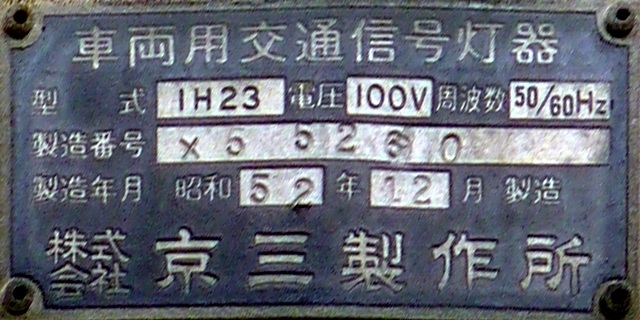 車両用交通信号灯器
型式 1H23 電圧 100V 周波数 50/60Hz
製造番号 X55260
製造年月 昭和 52 年 12 月 製造
株式会社 京三製作所